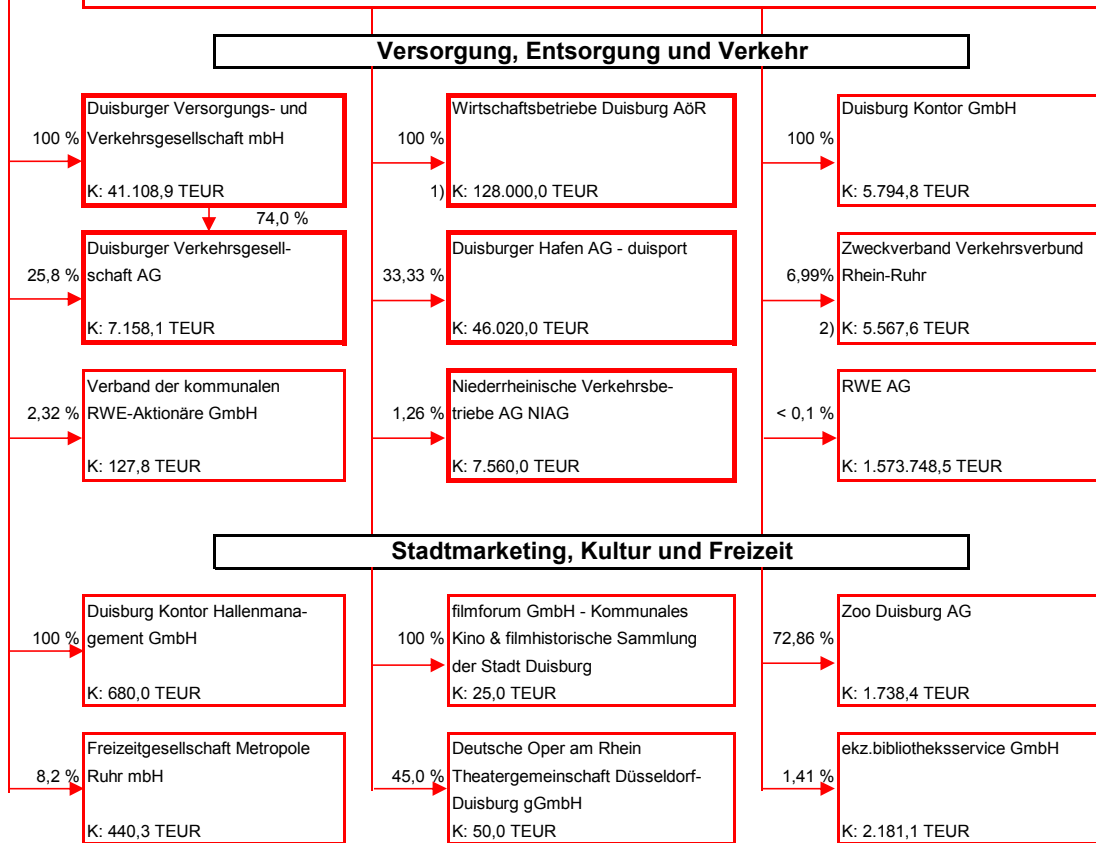 Versorgung, Entsorgung und Verkehr
Duisburger Versorgungs- und
100 % Verkehrsgesellschaft mbH
K: 41.108,9 TEUR
Wirtschaftsbetriebe Duisburg AöR
100 %
1) K: 128.000,0 TEUR
Duisburg Kontor GmbH
100 %
K: 5.794,8 TEUR
74,0 %
Duisburger Verkehrsgesell-
25,8 % schaft AG
K: 7.158,1 TEUR
Duisburger Hafen AG - duisport
33,33 %
K: 46.020,0 TEUR
Zweckverband Verkehrsverbund
6,99% Rhein-Ruhr
2) K: 5.567,6 TEUR
Verband der kommunalen
2,32 % RWE-Aktionäre GmbH
K: 127,8 TEUR
Niederrheinische Verkehrsbe-
1,26 % triebe AG NIAG
K: 7.560,0 TEUR
RWE AG
< 0,1 %
K: 1.573.748,5 TEUR
Stadtmarketing, Kultur und Freizeit
Duisburg Kontor Hallenmana-
100 % gement GmbH
K: 680,0 TEUR
filmforum GmbH - Kommunales
100 % Kino & filmhistorische Sammlung
der Stadt Duisburg
K: 25,0 TEUR
Zoo Duisburg AG
72,86 %
K: 1.738,4 TEUR
Freizeitgesellschaft Metropole
8,2 % Ruhr mbH
K: 440,3 TEUR
Deutsche Oper am Rhein
45,0 % Theatergemeinschaft Düsseldorf-
Duisburg gGmbH
K: 50,0 TEUR
ekz.bibliotheksservice GmbH
1,41 %
K: 2.181,1 TEUR